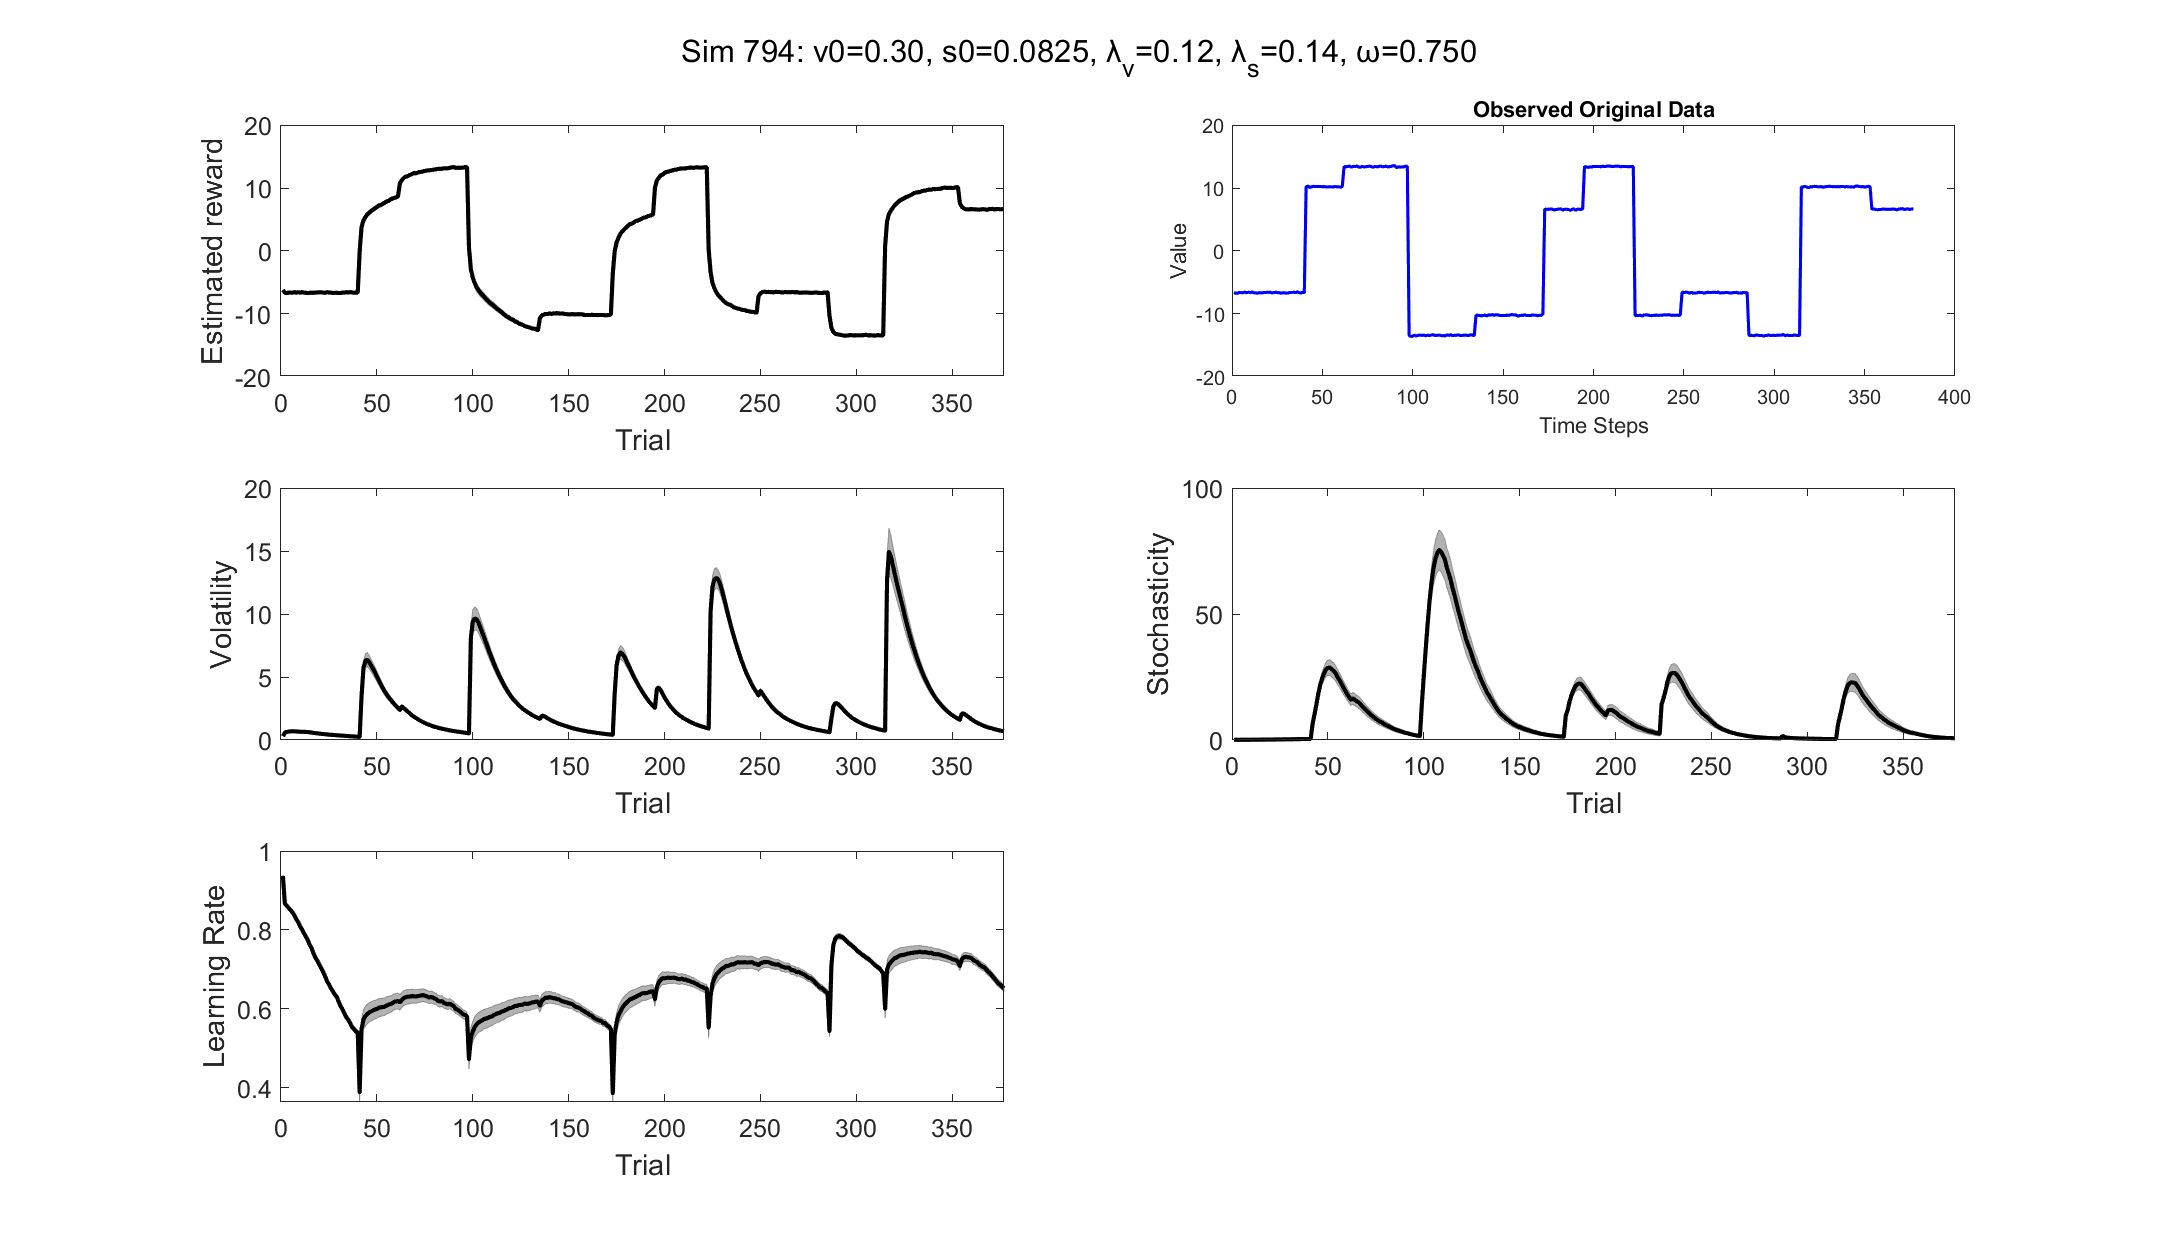 Sim 794: v0=0.30, s0=0.0825, λ_v=0.12, λ_s=0.14, ω=0.750
Estimated reward
20
10
0
-10
-20
0 50 100 150 200 250 300 350
Trial
Observed Original Data
Value
20
10
0
-10
-20
0 50 100 150 200 250 300 350 400
Time Steps
Volatility
20
15
10
5
0
0 50 100 150 200 250 300 350
Trial
Stochasticity
100
50
0
0 50 100 150 200 250 300 350
Trial
Learning Rate
1
0.8
0.6
0.4
0 50 100 150 200 250 300 350
Trial